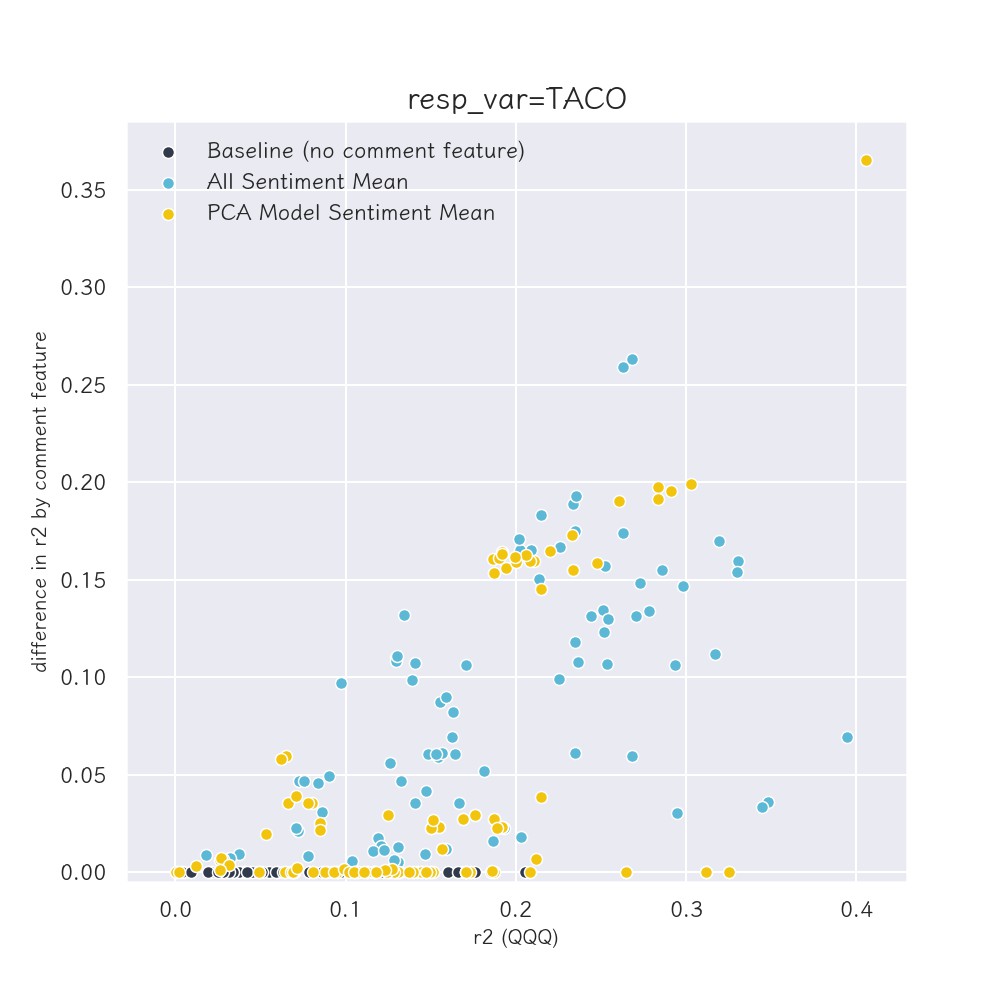 resp_var=TACO
Baseline (no comment feature)
All Sentiment Mean
PCA Model Sentiment Mean
difference in r2 by comment feature
0.35
0.30
0.25
0.20
0.15
0.10
0.05
0.00
0.0 0.1 0.2 0.3 0.4
r2 (QQQ)